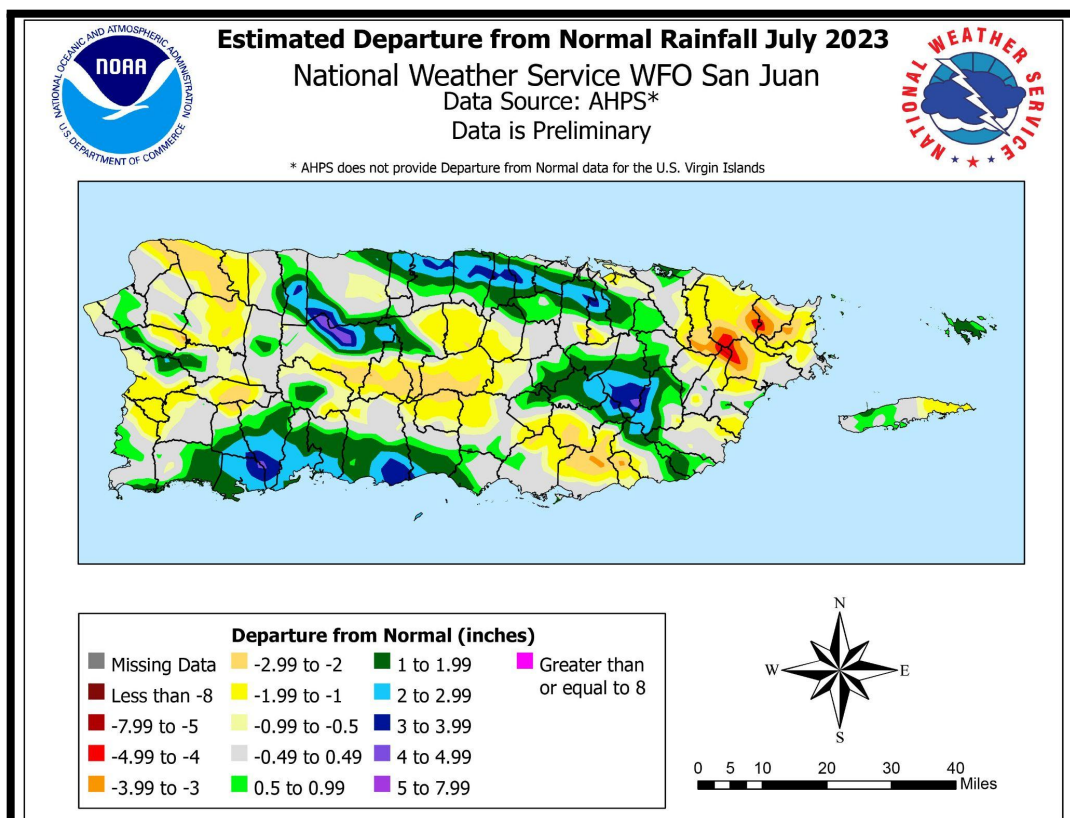 Estimated Departure from Normal Rainfall July 2023
National Weather Service WFO San Juan
Data Source: AHPS*
Data is Preliminary
* AHPS does not provide Departure from Normal data for the U.S. Virgin Islands
NATIONAL OCEANIC AND ATMOSPHERIC ADMINISTRATION
NOAA
U.S. DEPARTMENT OF COMMERCE
NATIONAL WEATHER SERVICE
Departure from Normal (inches)
Missing Data
Less than -8
-7.99 to -5
-4.99 to -4
-3.99 to -3
-2.99 to -2
-1.99 to -1
-0.99 to -0.5
-0.49 to 0.49
0.5 to 0.99
1 to 1.99
2 to 2.99
3 to 3.99
4 to 4.99
5 to 7.99
Greater than
or equal to 8
N
W
E
S
0 5 10 20 30 40
Miles